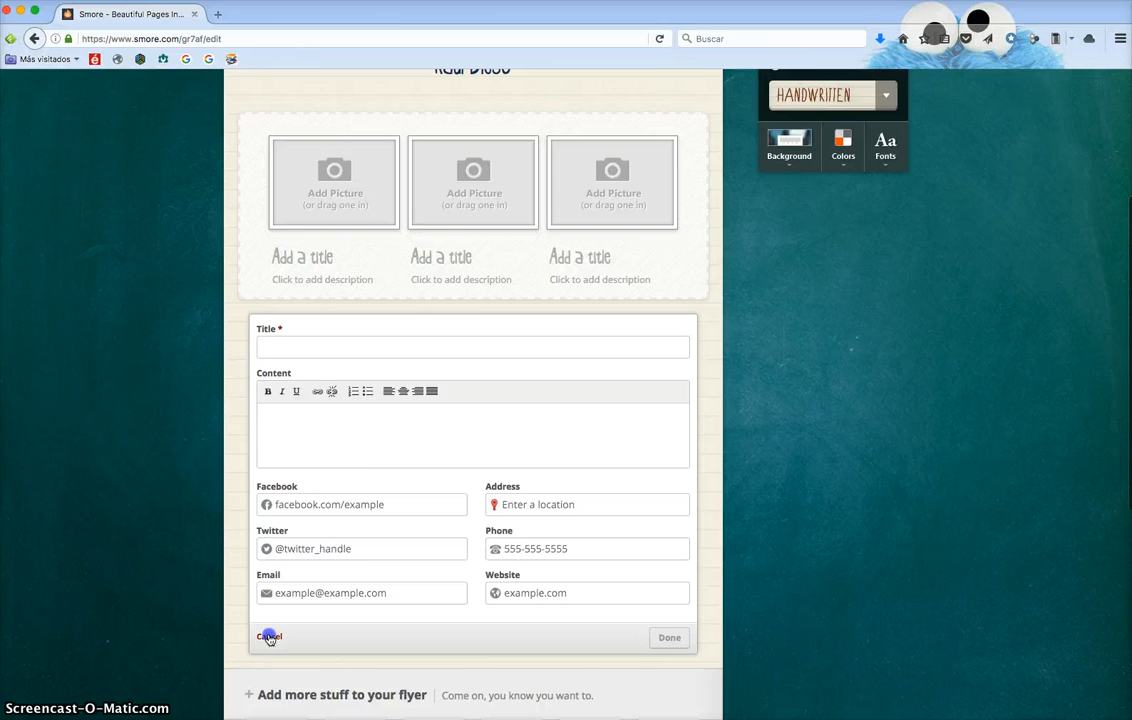 Smore - Beautiful Pages In...
https://www.smore.com/gr7af/edit
Buscar
Más visitados
HANDWRITTEN
Background
Colors
Aa
Fonts
Add Picture
(or drag one in)
Add Picture
(or drag one in)
Add Picture
(or drag one in)
Add a title
Add a title
Add a title
Click to add description
Click to add description
Click to add description
Title *
Content
B I U
Facebook
Address
facebook.com/example
Enter a location
Twitter
Phone
@twitter_handle
555-555-5555
Email
Website
example@example.com
example.com
Cancel
Done
+ Add more stuff to your flyer
Come on, you know you want to.
Screencast-O-Matic.com